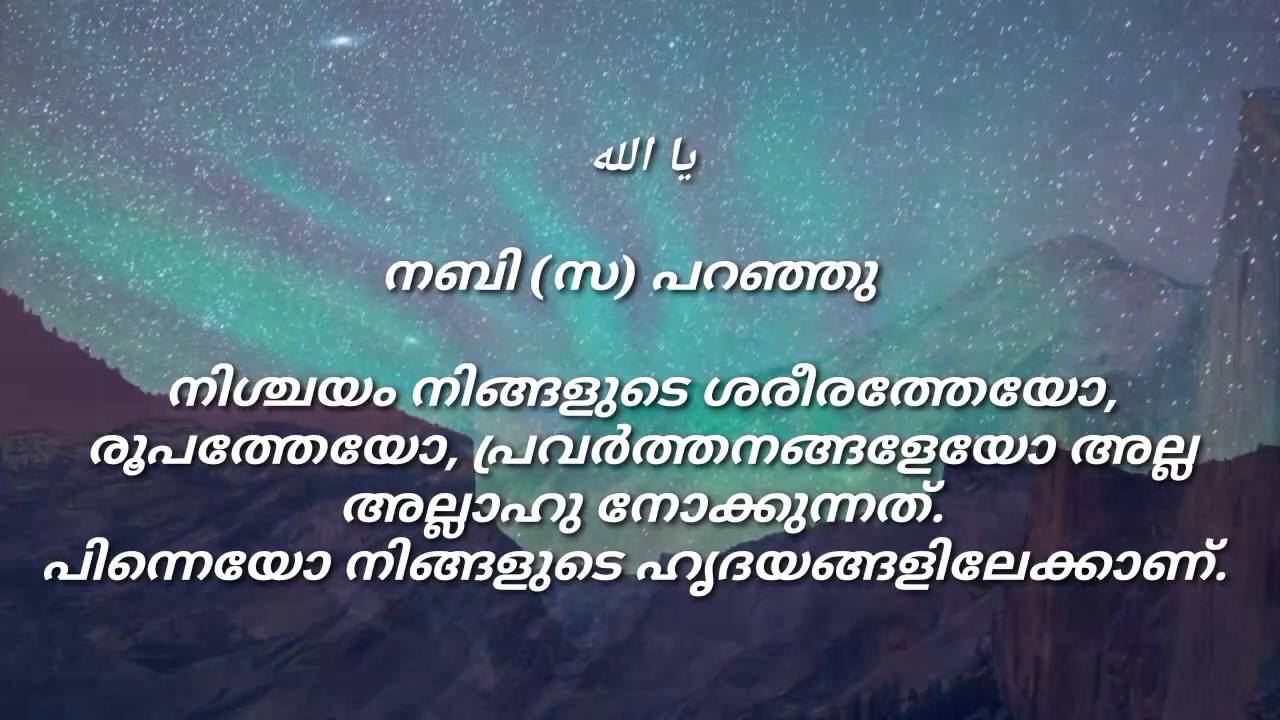 يا الله
നബി (സ) പറഞ്ഞു
നിശ്ചയം നിങ്ങളുടെ ശരീരത്തേയോ,
രൂപത്തേയോ, പ്രവർത്തനങ്ങളേയോ അല്ല
അല്ലാഹു നോക്കുന്നത്.
പിന്നെയോ നിങ്ങളുടെ ഹൃദയങ്ങളിലേക്കാണ്.